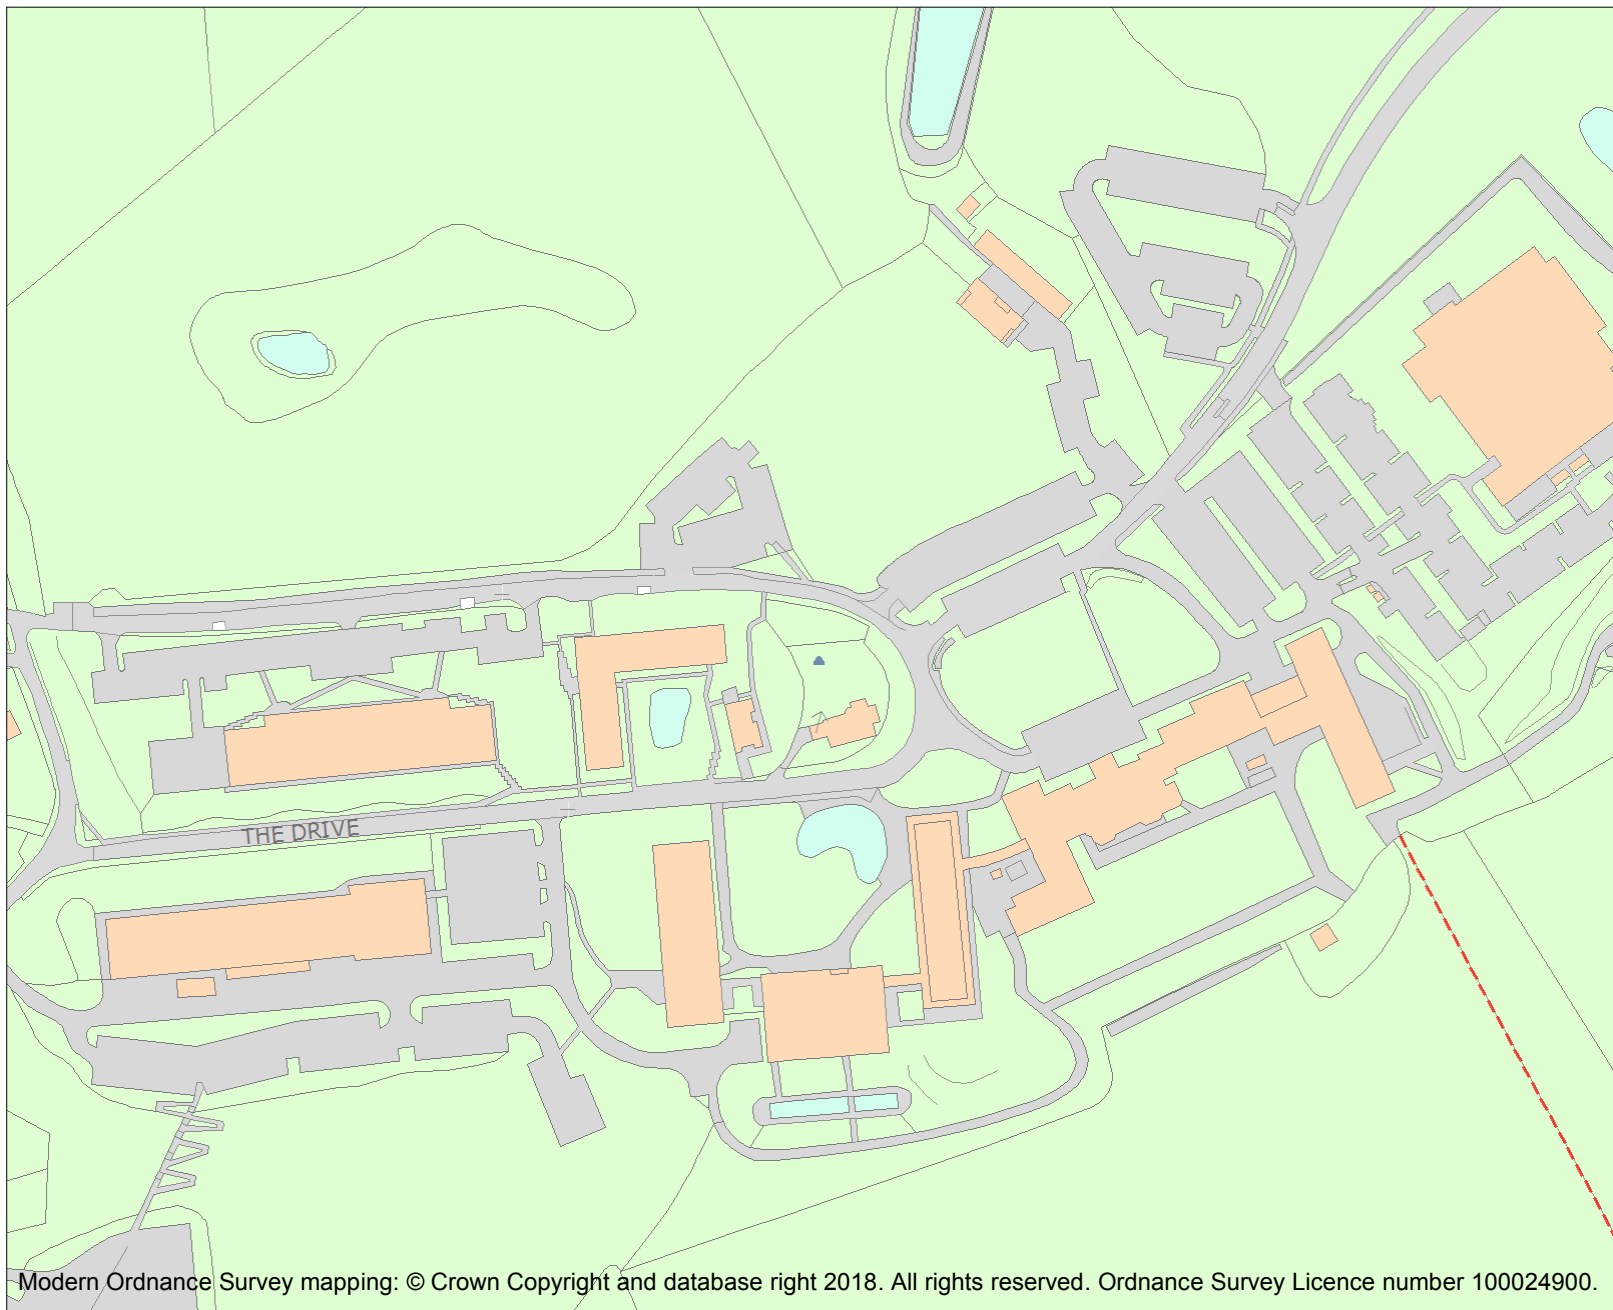 THE DRIVE
Modern Ordnance Survey mapping: © Crown Copyright and database right 2018. All rights reserved. Ordnance Survey Licence number 100024900.